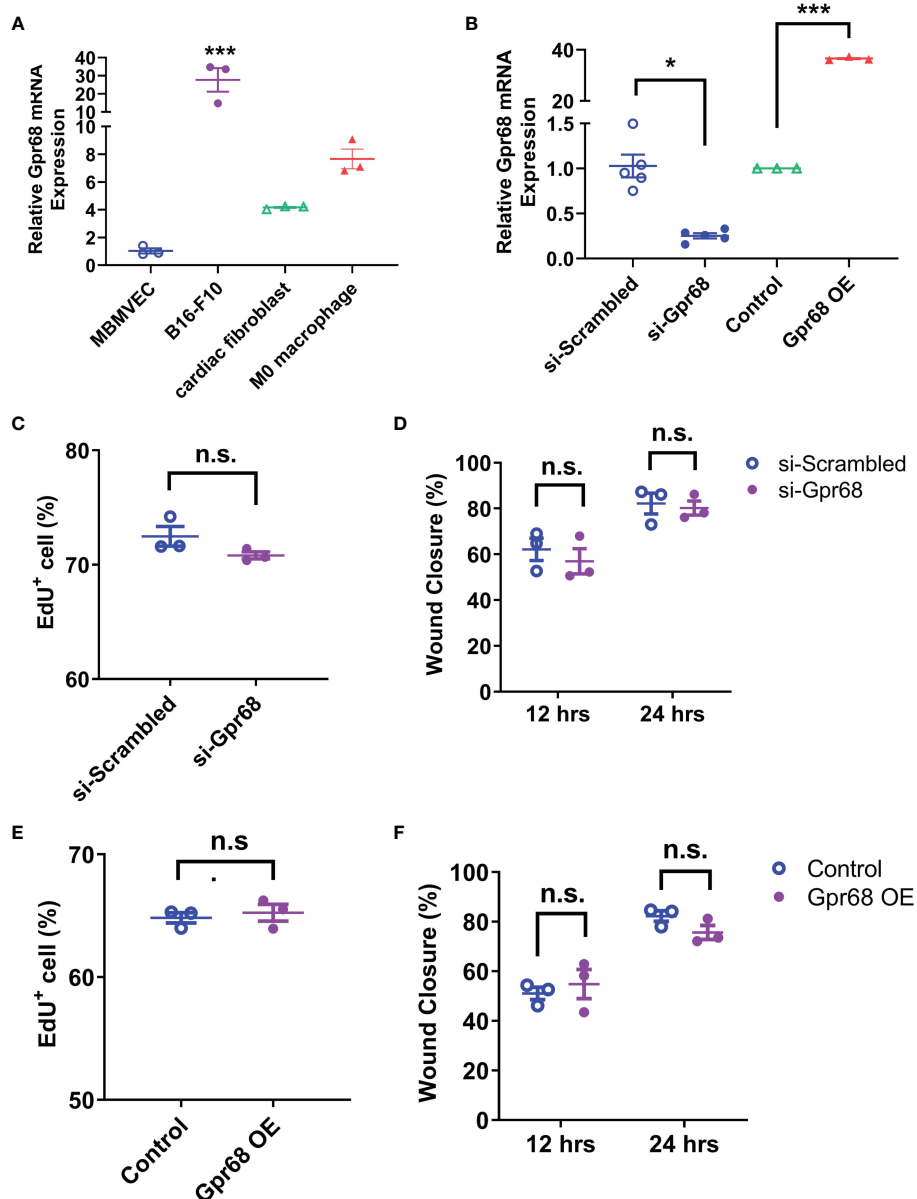 A
Relative Gpr68 mRNA
Expression
40
30
20
10
10
8
6
4
2
0
***
MBMVEC
B16-F10
cardiac fibroblast
M0 macrophage
B
Relative Gpr68 mRNA
Expression
40
20
1.5
1.0
0.5
0.0
*
***
si-Scrambled
si-Gpr68
Control
Gpr68 OE
C
EdU⁺ cell (%)
80
70
60
n.s.
si-Scrambled
si-Gpr68
D
Wound Closure (%)
100
80
60
40
20
0
n.s.
n.s.
12 hrs
24 hrs
si-Scrambled
si-Gpr68
E
EdU⁺ cell (%)
70
60
50
n.s
.
Control
Gpr68 OE
F
Wound Closure (%)
100
80
60
40
20
0
n.s.
n.s.
12 hrs
24 hrs
Control
Gpr68 OE